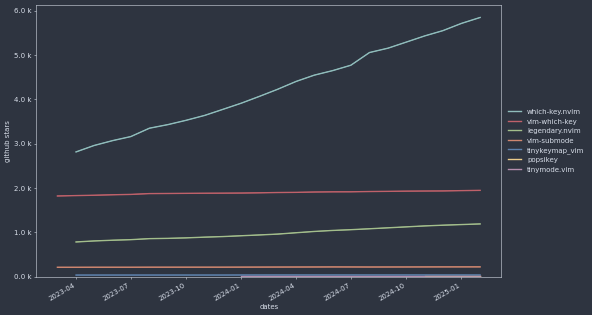 6.0 k
5.0 k
4.0 k
3.0 k
2.0 k
1.0 k
0.0 k
github stars
2023-04
2023-07
2023-10
2024-01
2024-04
2024-07
2024-10
2025-01
dates
which-key.nvim
vim-which-key
legendary.nvim
vim-submode
tinykeymap_vim
poppsikey
tinymode.vim